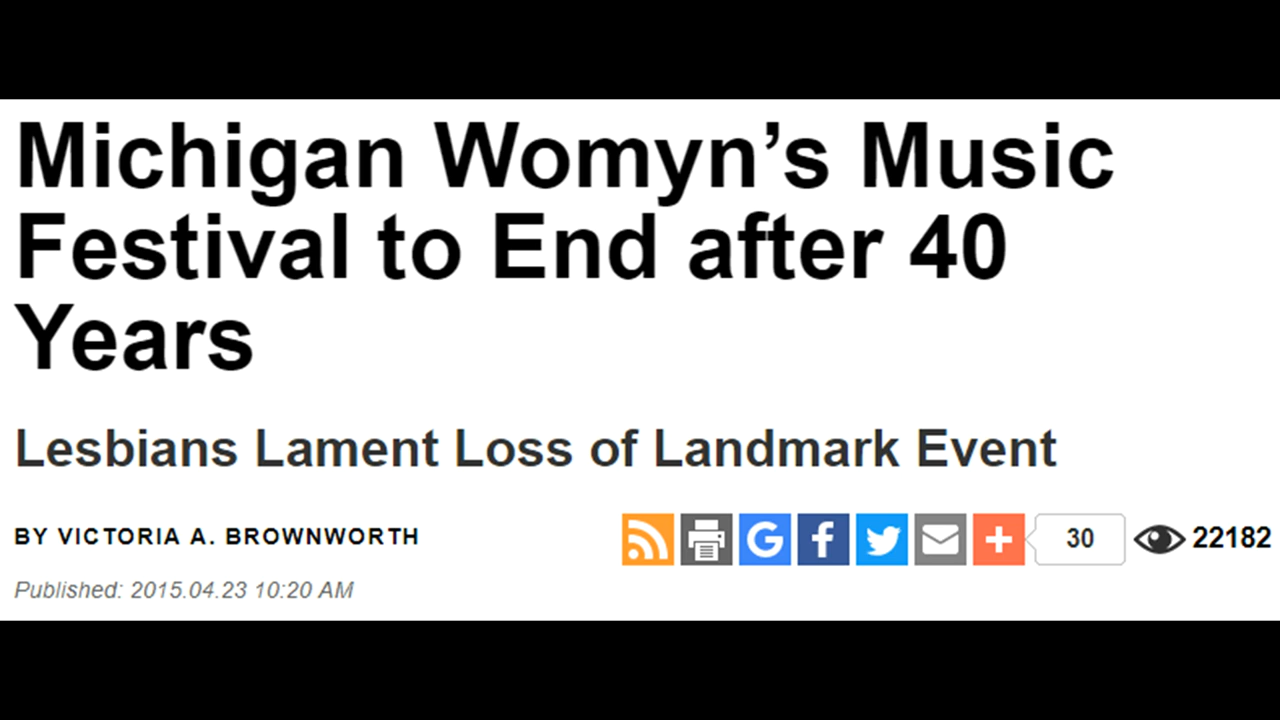 Michigan Womyn’s Music
Festival to End after 40
Years
Lesbians Lament Loss of Landmark Event
BY VICTORIA A. BROWNWORTH
G f 30 22182
Published: 2015.04.23 10:20 AM